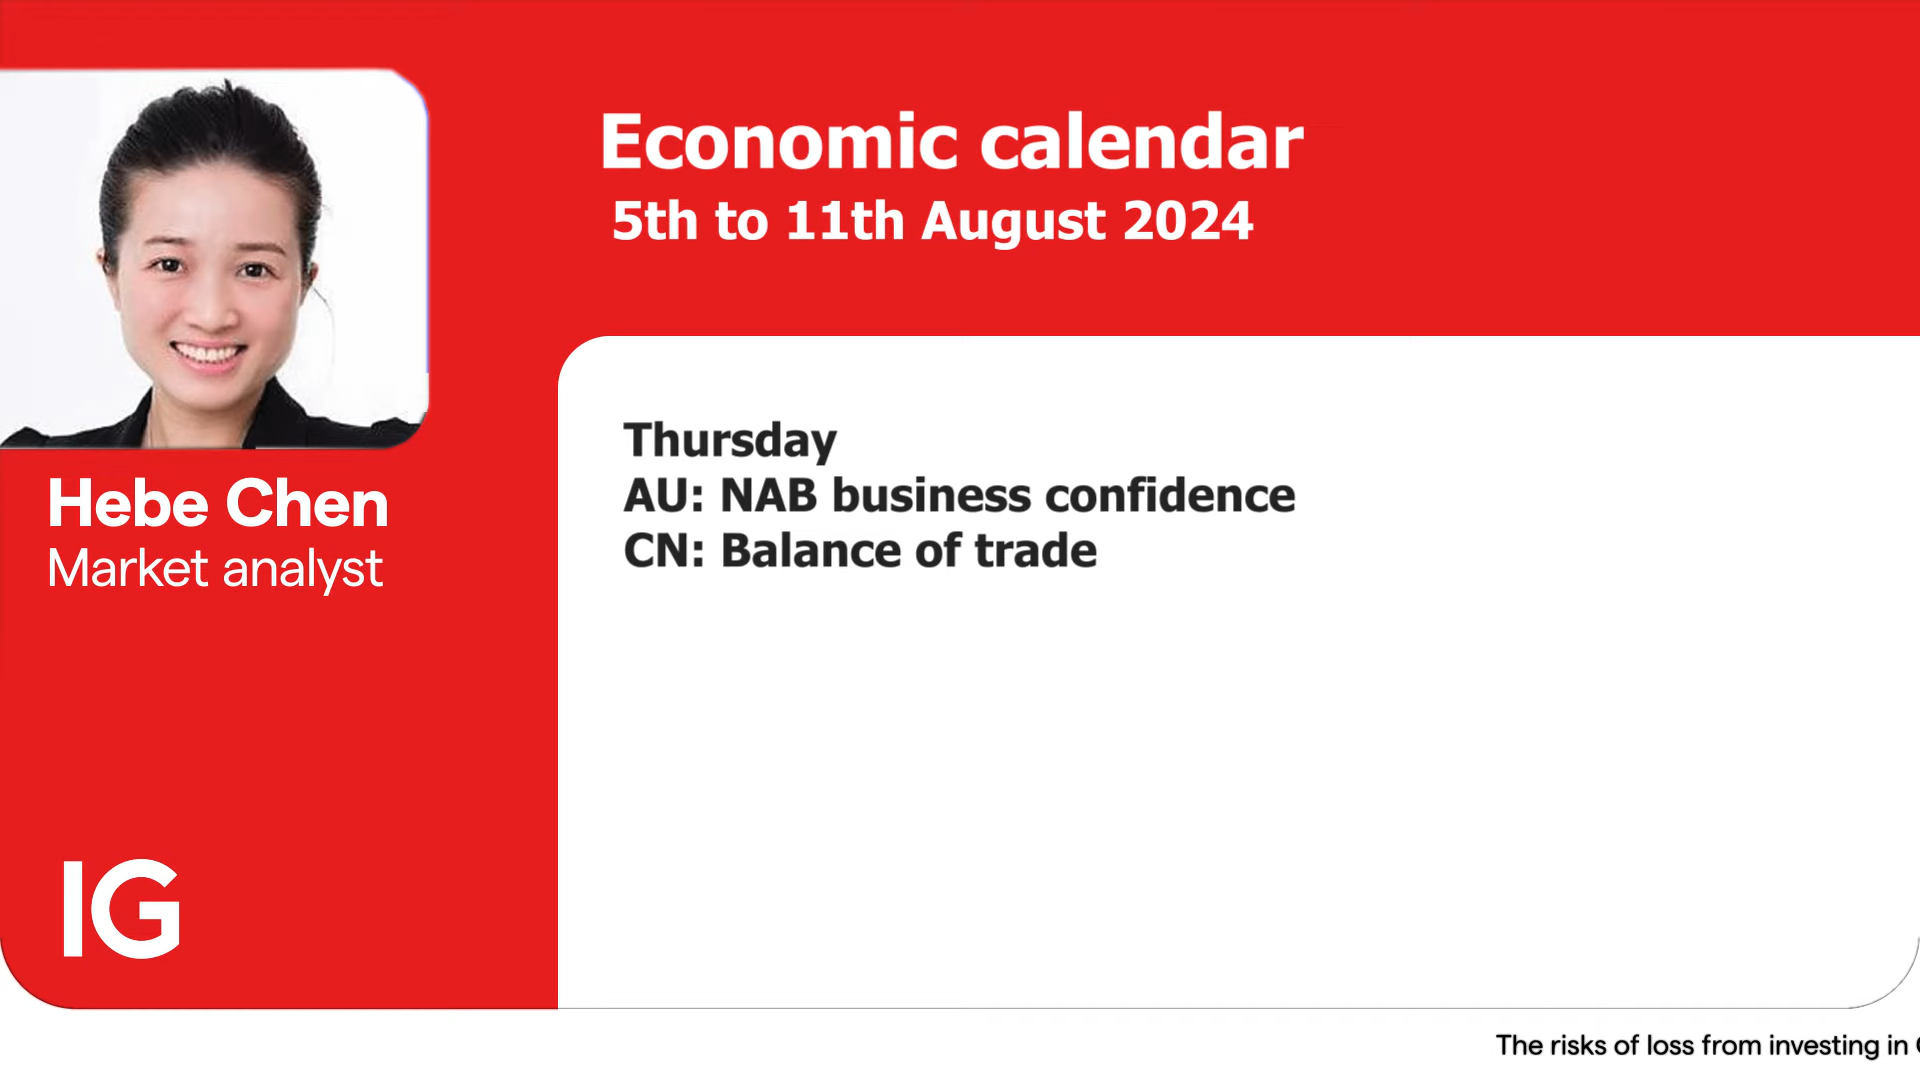 Economic calendar
5th to 11th August 2024
Hebe Chen
Market analyst
Thursday
AU: NAB business confidence
CN: Balance of trade
IG
The risks of loss from investing in